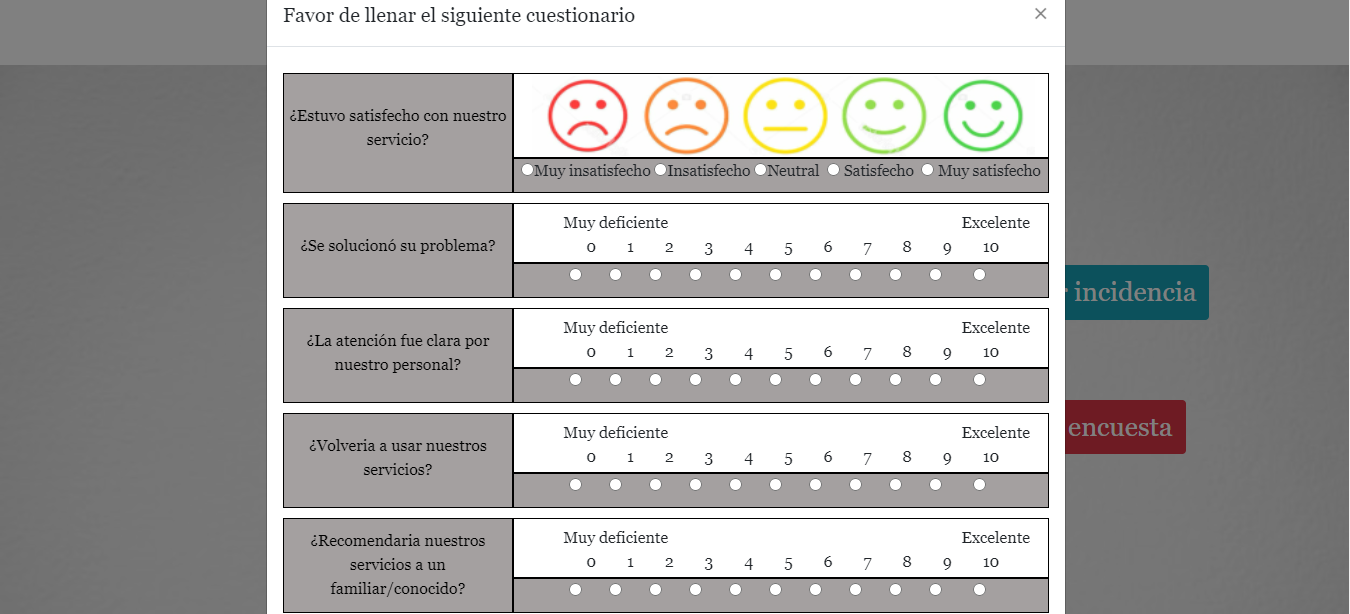 Favor de llenar el siguiente cuestionario
×
¿Estuvo satisfecho con nuestro
servicio?
Muy insatisfecho Insatisfecho Neutral Satisfecho Muy satisfecho
¿Se solucionó su problema?
Muy deficiente Excelente
0 1 2 3 4 5 6 7 8 9 10
¿La atención fue clara por
nuestro personal?
Muy deficiente Excelente
0 1 2 3 4 5 6 7 8 9 10
¿Volveria a usar nuestros
servicios?
Muy deficiente Excelente
0 1 2 3 4 5 6 7 8 9 10
¿Recomendaria nuestros
servicios a un
familiar/conocido?
Muy deficiente Excelente
0 1 2 3 4 5 6 7 8 9 10
incidencia
encuesta